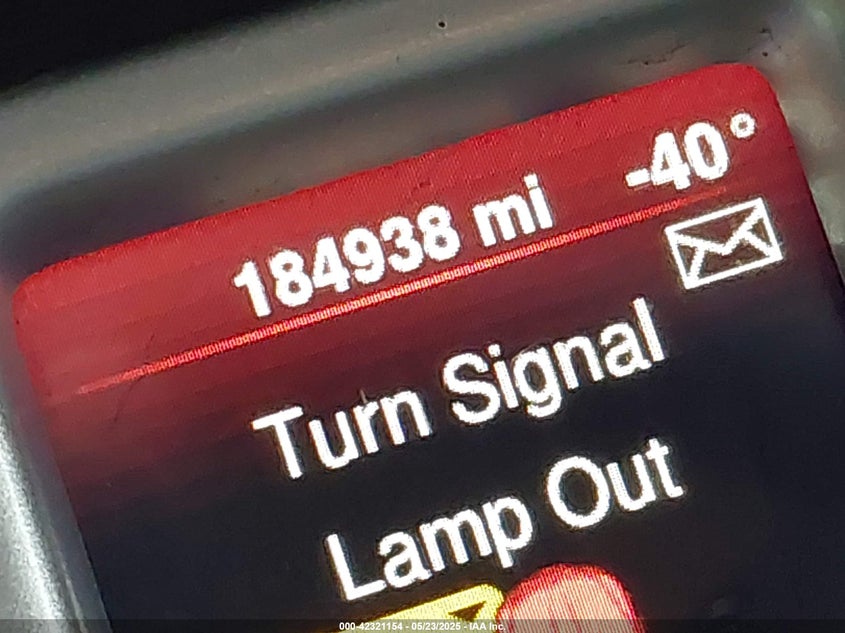 184938 mi -40°
Turn Signal
Lamp Out
000-42321154 - 05/23/2025 - IAA Inc.